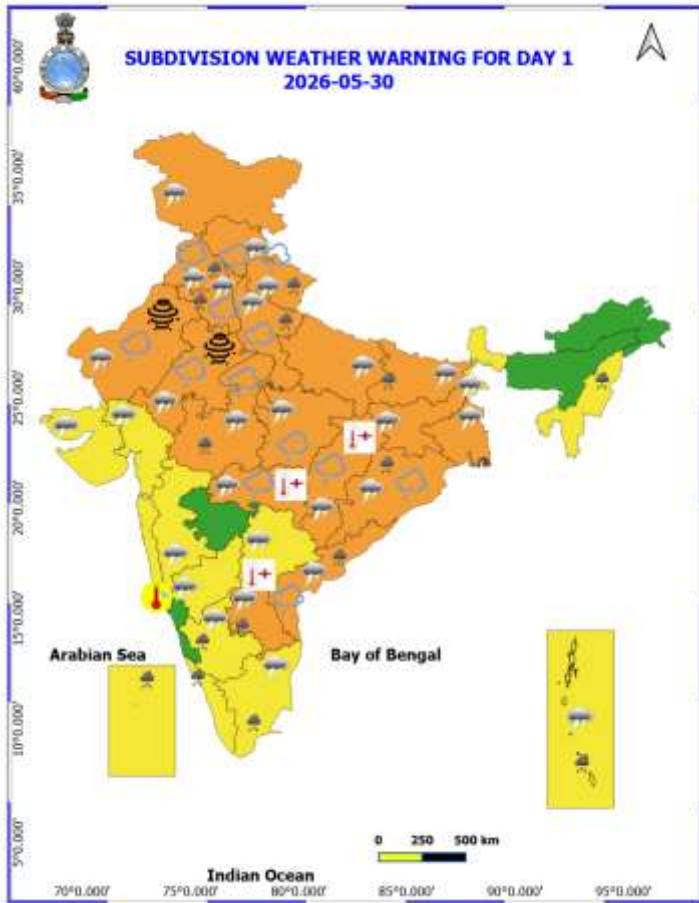 SUBDIVISION WEATHER WARNING FOR DAY 1
2026-05-30
40°0.000'
35°0.000'
30°0.000'
25°0.000'
20°0.000'
15°0.000'
10°0.000'
5°0.000'
Arabian Sea
Bay of Bengal
0 250 500 km
Indian Ocean
70°0.000' 75°0.000' 80°0.000' 85°0.000' 90°0.000' 95°0.000'